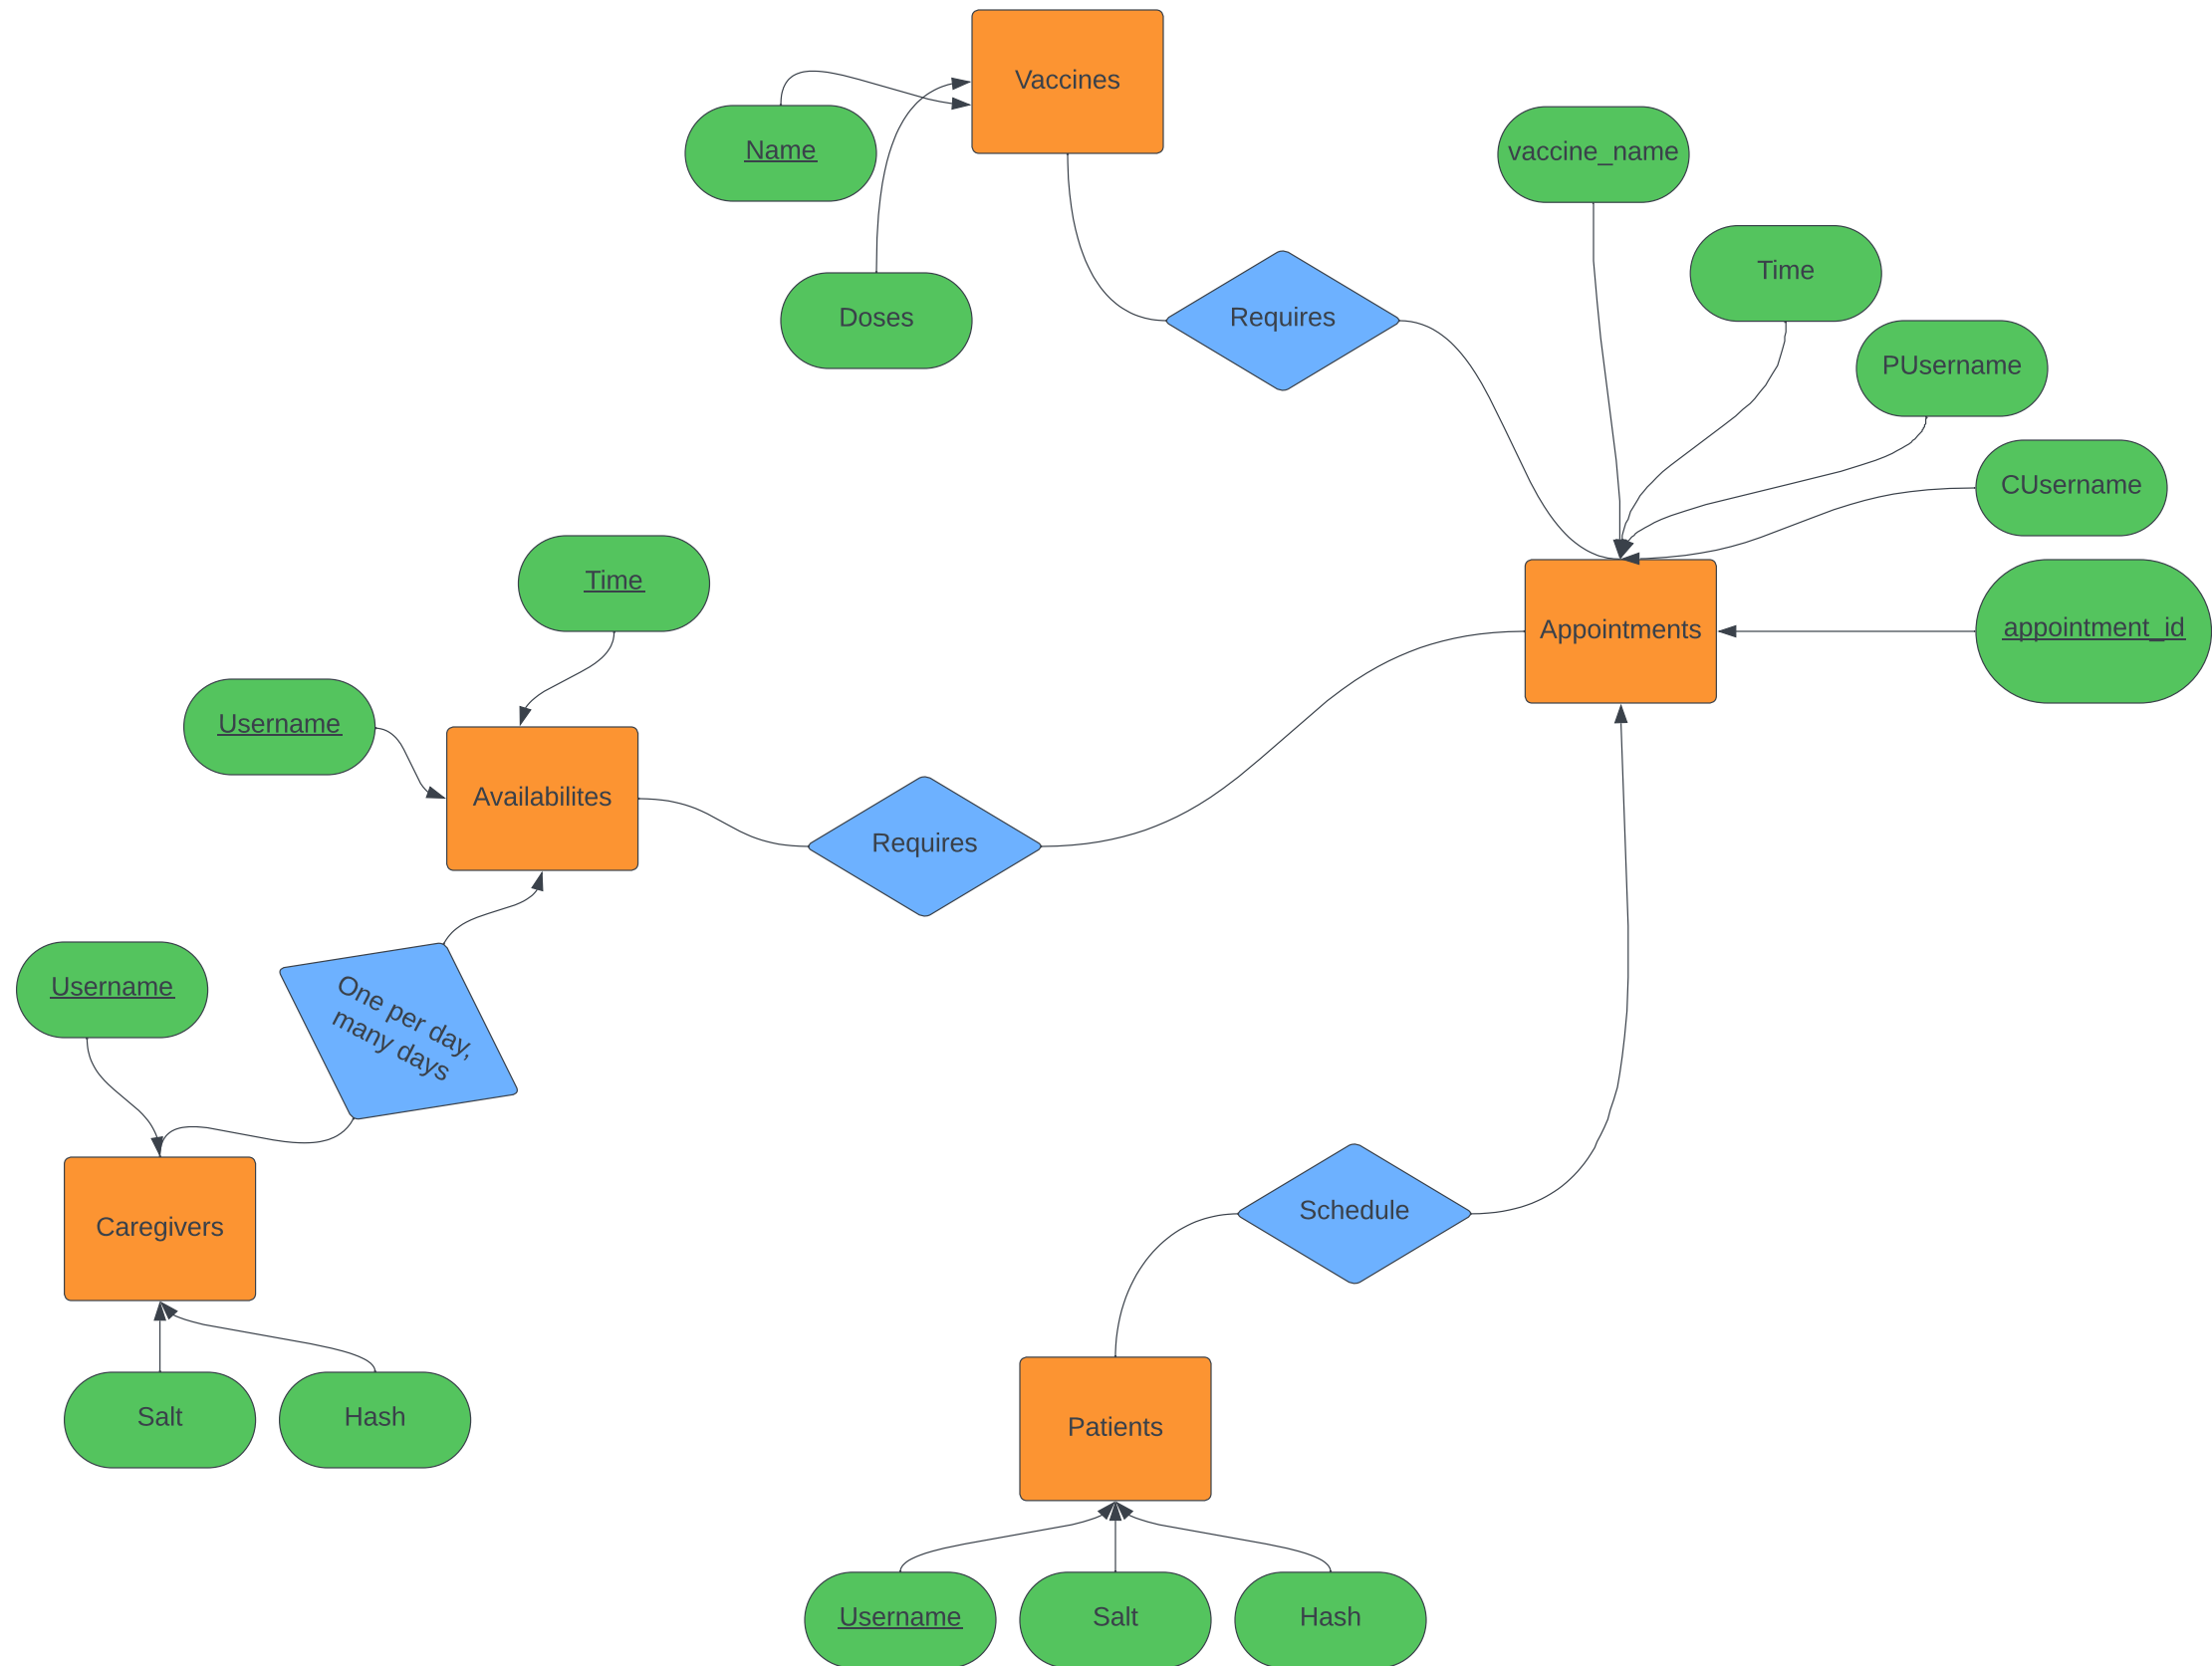 Vaccines
Name
vaccine_name
Time
Doses
Requires
PUsername
CUsername
Time
Appointments
appointment_id
Username
Availabilites
Requires
Username
One per day,
many days
Caregivers
Schedule
Salt
Hash
Patients
Username
Salt
Hash